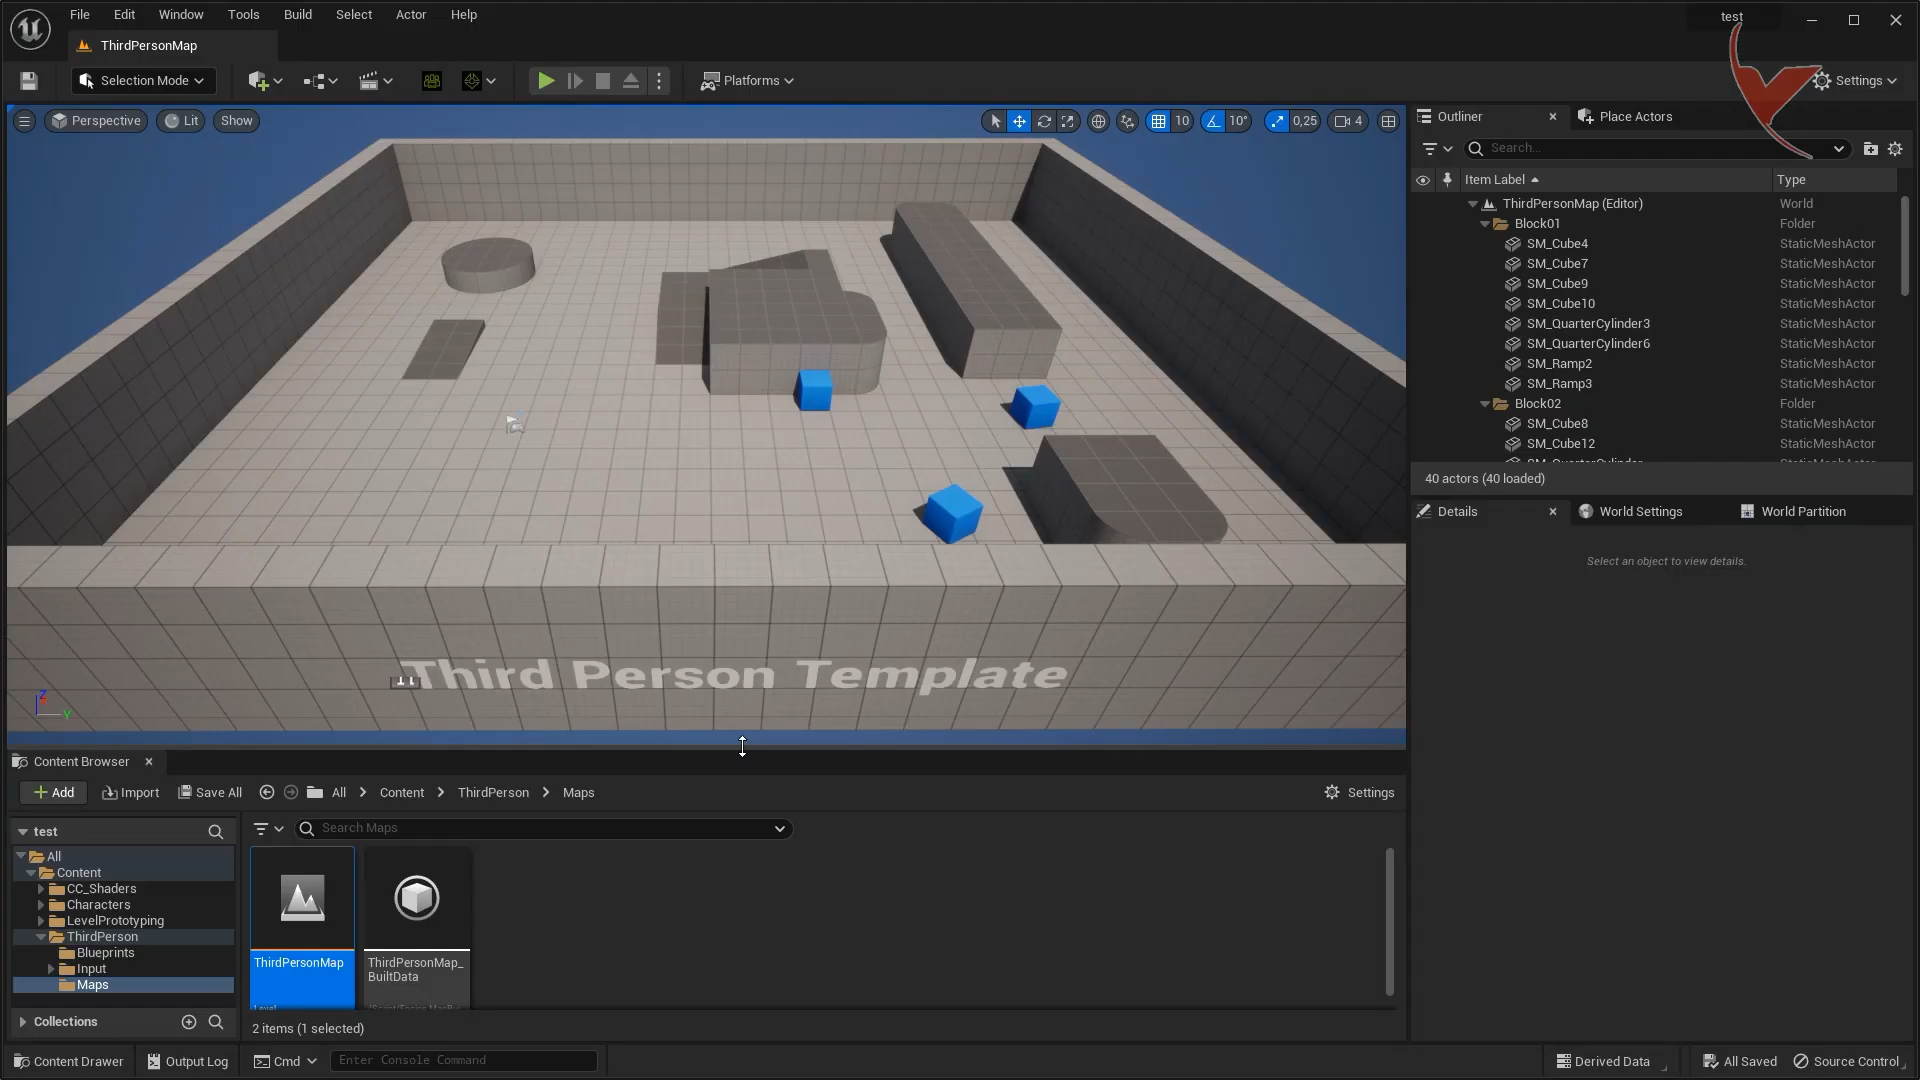 File Edit Window Tools Build Select Actor Help
test
ThirdPersonMap
Selection Mode
Platforms
Settings
Perspective Lit Show
10 10° 0,25 4
Third Person Template
Outliner
Place Actors
Search...
Item Label Type
ThirdPersonMap (Editor) World
Block01 Folder
SM_Cube4 StaticMeshActor
SM_Cube7 StaticMeshActor
SM_Cube9 StaticMeshActor
SM_Cube10 StaticMeshActor
SM_QuarterCylinder3 StaticMeshActor
SM_QuarterCylinder6 StaticMeshActor
SM_Ramp2 StaticMeshActor
SM_Ramp3 StaticMeshActor
Block02 Folder
SM_Cube8 StaticMeshActor
SM_Cube12 StaticMeshActor
40 actors (40 loaded)
Details
World Settings
World Partition
Select an object to view details.
Content Browser
Add Import Save All All Content ThirdPerson Maps Settings
test
Search Maps
All
Content
CC_Shaders
Characters
LevelPrototyping
ThirdPerson
Blueprints
Input
Maps
Collections
ThirdPersonMap
ThirdPersonMap_
BuiltData
2 items (1 selected)
Content Drawer Output Log Cmd Enter Console Command
Derived Data All Saved Source Control